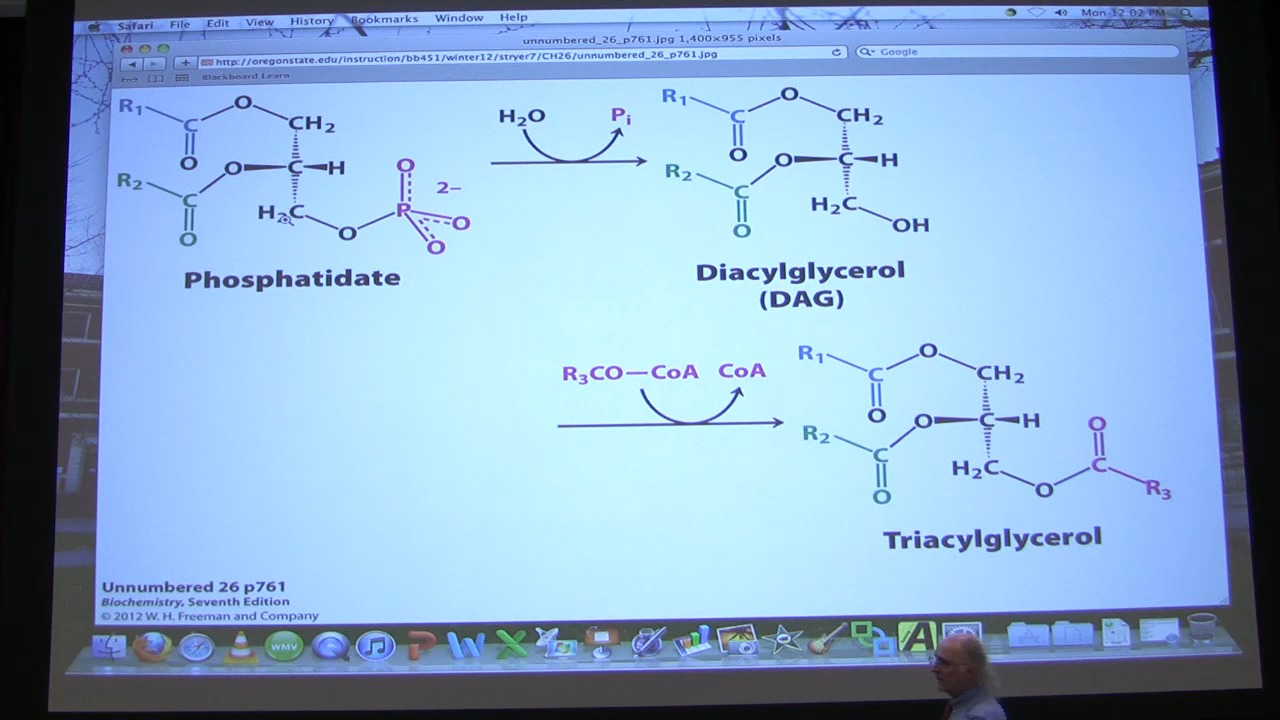 Safari File Edit View History Bookmarks Window Help Mon 12:02 PM
unnumbered_26_p761.jpg 1,400×955 pixels
http://oregonstate.edu/instruction/bb451/winter12/stryer7/CH26/unnumbered_26_p761.jpg
Google
Blackboard Learn
R1 C O O CH2
R2 C O O C H
H2C O P O O O 2–
Phosphatidate
H2O Pi
R1 C O O CH2
R2 C O O C H
H2C OH
Diacylglycerol
(DAG)
R3CO—CoA CoA
R1 C O O CH2
R2 C O O C H
H2C O C O R3
Triacylglycerol
Unnumbered 26 p761
Biochemistry, Seventh Edition
© 2012 W. H. Freeman and Company
WMV